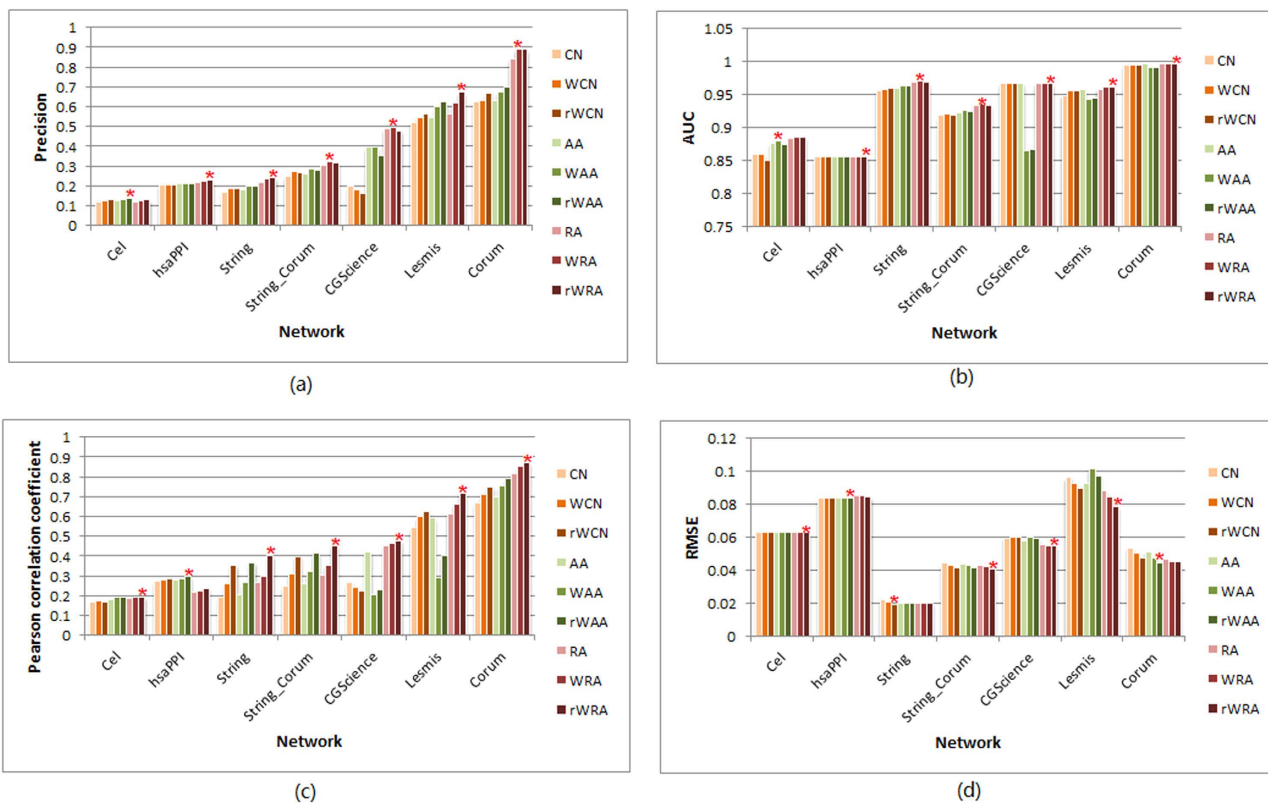 1
0.9
0.8
0.7
0.6
0.5
0.4
0.3
0.2
0.1
0
Precision
* * * * * * *
Cel hsaPPI String String_Corum CGScience Lesmis Corum
Network
CN
WCN
rWCN
AA
WAA
rWAA
RA
WRA
rWRA
(a)
1.05
1
0.95
0.9
0.85
0.8
0.75
AUC
* * * * * * *
Cel hsaPPI String String_Corum CGScience Lesmis Corum
Network
CN
WCN
rWCN
AA
WAA
rWAA
RA
WRA
rWRA
(b)
1
0.9
0.8
0.7
0.6
0.5
0.4
0.3
0.2
0.1
0
Pearson correlation coefficient
* * * * * * *
Cel hsaPPI String String_Corum CGScience Lesmis Corum
Network
CN
WCN
rWCN
AA
WAA
rWAA
RA
WRA
rWRA
(c)
0.12
0.1
0.08
0.06
0.04
0.02
0
RMSE
* * * * * * *
Cel hsaPPI String String_Corum CGScience Lesmis Corum
Network
CN
WCN
rWCN
AA
WAA
rWAA
RA
WRA
rWRA
(d)